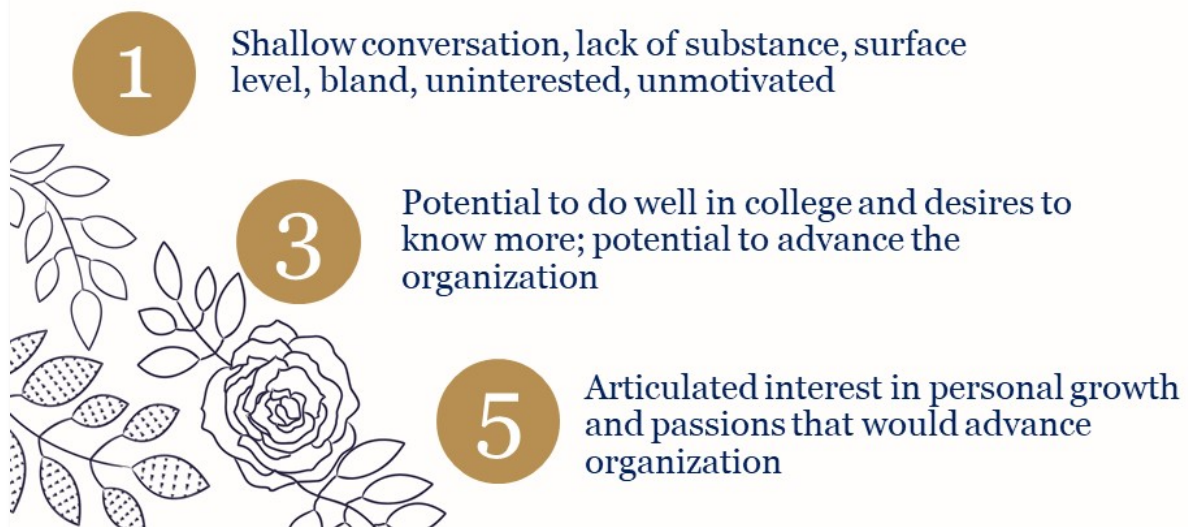 1
Shallow conversation, lack of substance, surface
level, bland, uninterested, unmotivated
3
Potential to do well in college and desires to
know more; potential to advance the
organization
5
Articulated interest in personal growth
and passions that would advance
organization